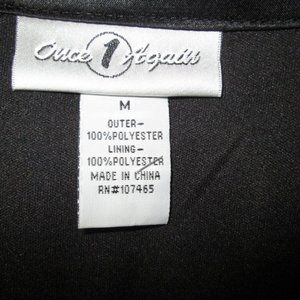 Once 1 Again
M
OUTER-
100%POLYESTER
LINING-
100%POLYESTER
MADE IN CHINA
RN#107465